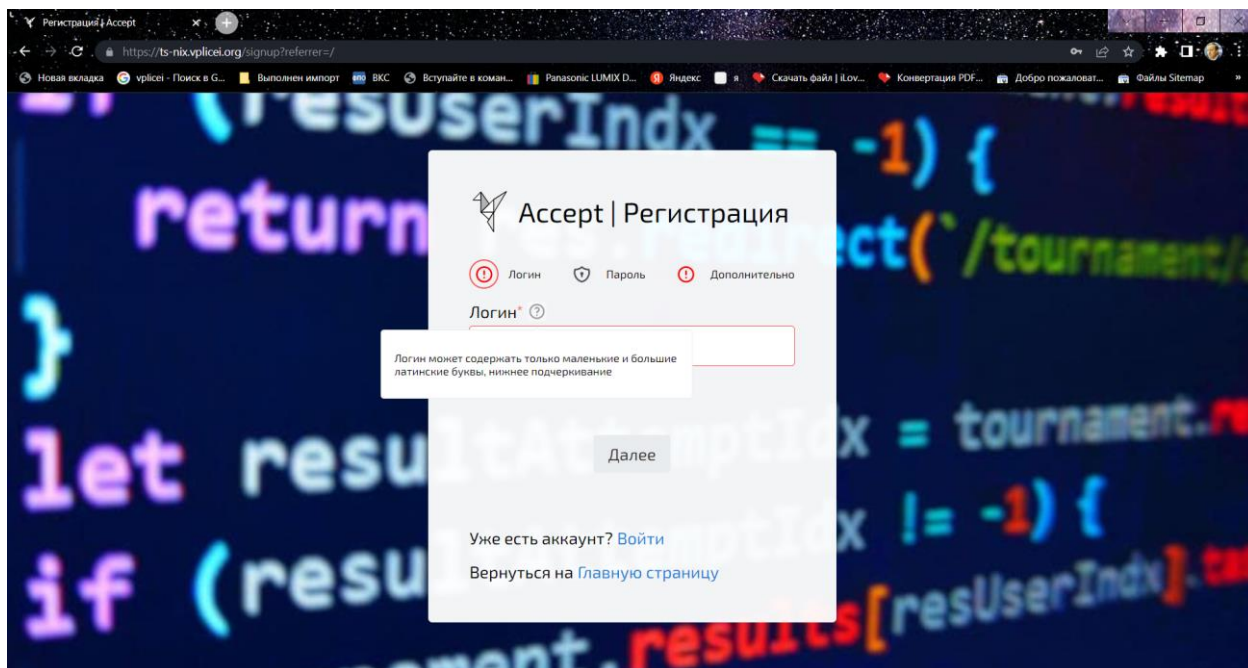 Регистрация | Accept
https://ts-nix.vplicei.org/signup?referrer=/
Новая вкладка vplicei - Поиск в G... Выполнен импорт ВКС Вступайте в коман... Panasonic LUMIX D... Яндекс я Скачать файл | iLov... Конвертация PDF... Добро пожаловат... Файлы Sitemap »
if (resUserIndx == -1) {
return res.redirect(`/tournament/
}
let resultAttemptIdx = tournament.re
if (resultAttemptIdx != -1) {
tournament.results[resUserIndx].ta
Accept | Регистрация
Логин Пароль Дополнительно
Логин*
Логин может содержать только маленькие и большие
латинские буквы, нижнее подчеркивание
Далее
Уже есть аккаунт? Войти
Вернуться на Главную страницу